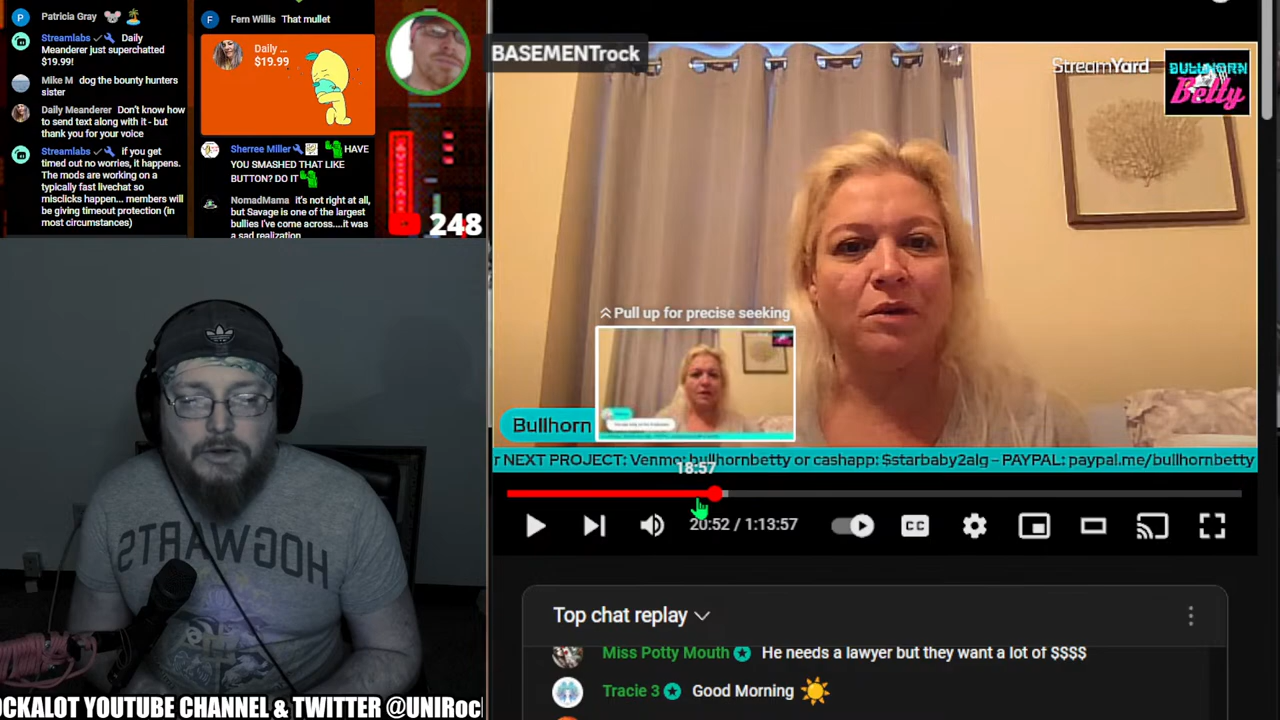 Patricia Gray
Streamlabs Daily
Meanderer just superchatted
$19.99!
Mike M dog the bounty hunters
sister
Daily Meanderer Don't know how
to send text along with it - but
thank you for your voice
Streamlabs if you get
timed out no worries, it happens.
The mods are working on a
typically fast livechat so
misclicks happen... members will
be giving timeout protection (in
most circumstances)
Fern Willis That mullet
Daily ...
$19.99
Sherree Miller HAVE
YOU SMASHED THAT LIKE
BUTTON? DO IT
NomadMama It's not right at all,
but Savage is one of the largest
bullies I've come across....it was
a sad realization
248
BASEMENTrock
StreamYard
BULLHORN
Betty
Pull up for precise seeking
Bullhorn
r NEXT PROJECT: Venmo: bullhornbetty or cashapp: $starbaby2alg - PAYPAL: paypal.me/bullhornbetty
18:57
20:52 / 1:13:57
CC
Top chat replay
Miss Potty Mouth He needs a lawyer but they want a lot of $$$$
Tracie 3 Good Morning
HOGWARTS
OCKALOT YOUTUBE CHANNEL & TWITTER @UNIRoc